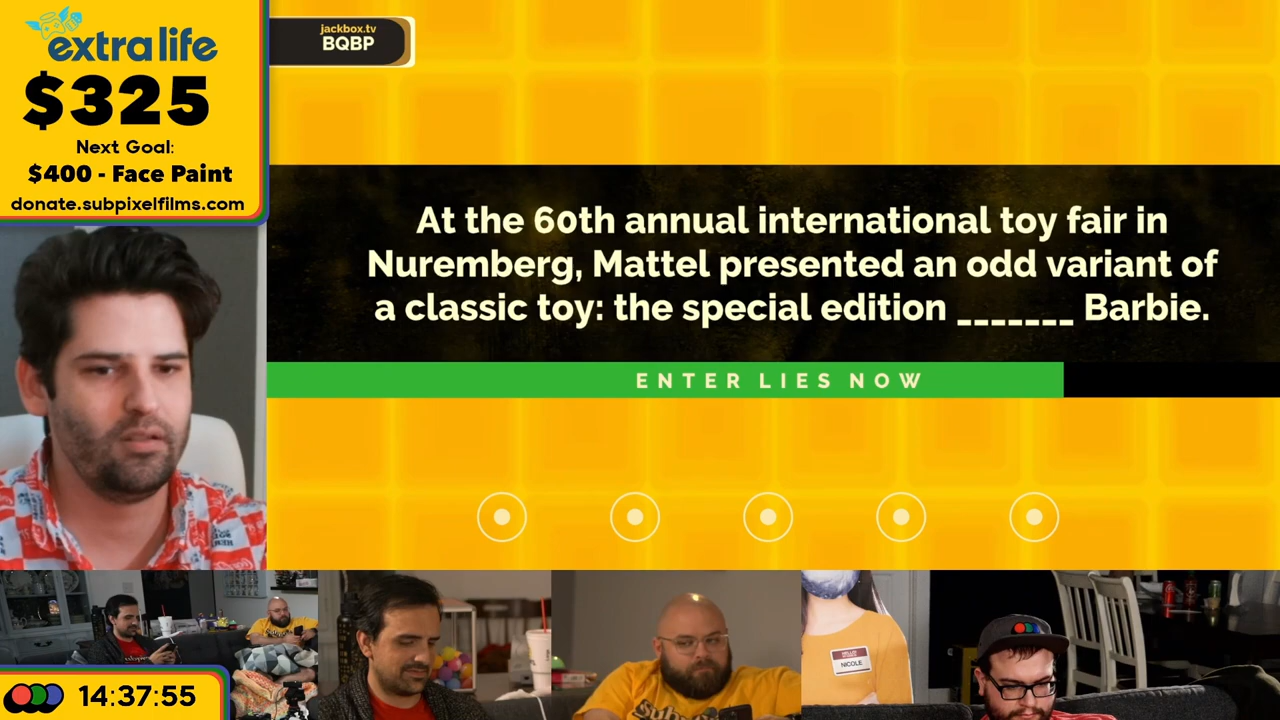 extralife
$325
Next Goal:
$400 - Face Paint
donate.subpixelfilms.com
jackbox.tv
BQBP
At the 60th annual international toy fair in
Nuremberg, Mattel presented an odd variant of
a classic toy: the special edition _______ Barbie.
ENTER LIES NOW
HELLO
NICOLE
14:37:55